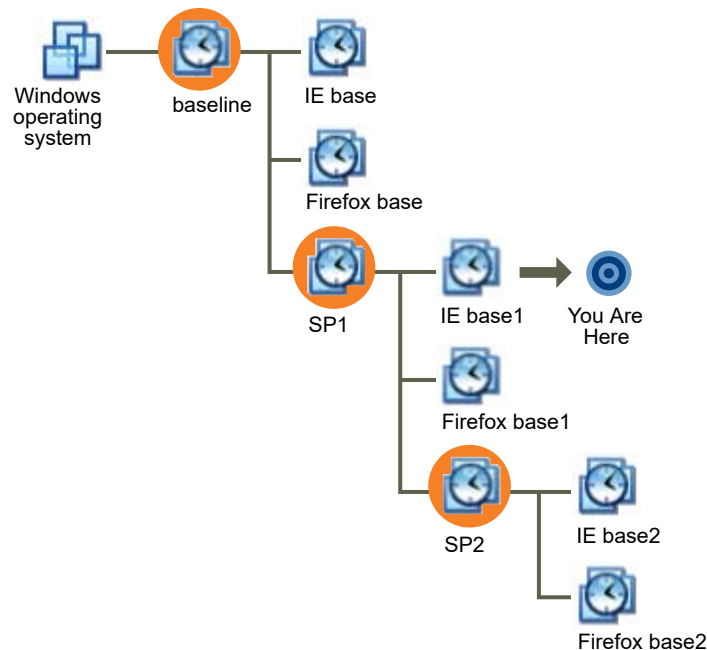 Windows
operating
system
baseline
IE base
Firefox base
SP1
IE base1
You Are
Here
Firefox base1
SP2
IE base2
Firefox base2